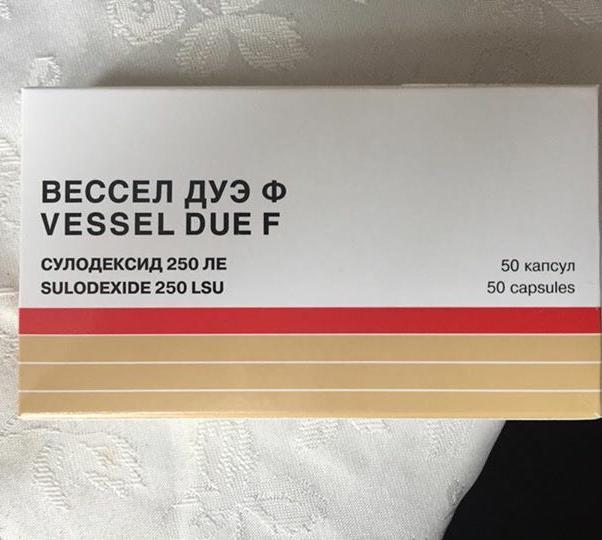 ВЕССЕЛ ДУЭ Ф
VESSEL DUE F
СУЛОДЕКСИД 250 ЛЕ
SULODEXIDE 250 LSU
50 капсул
50 capsules